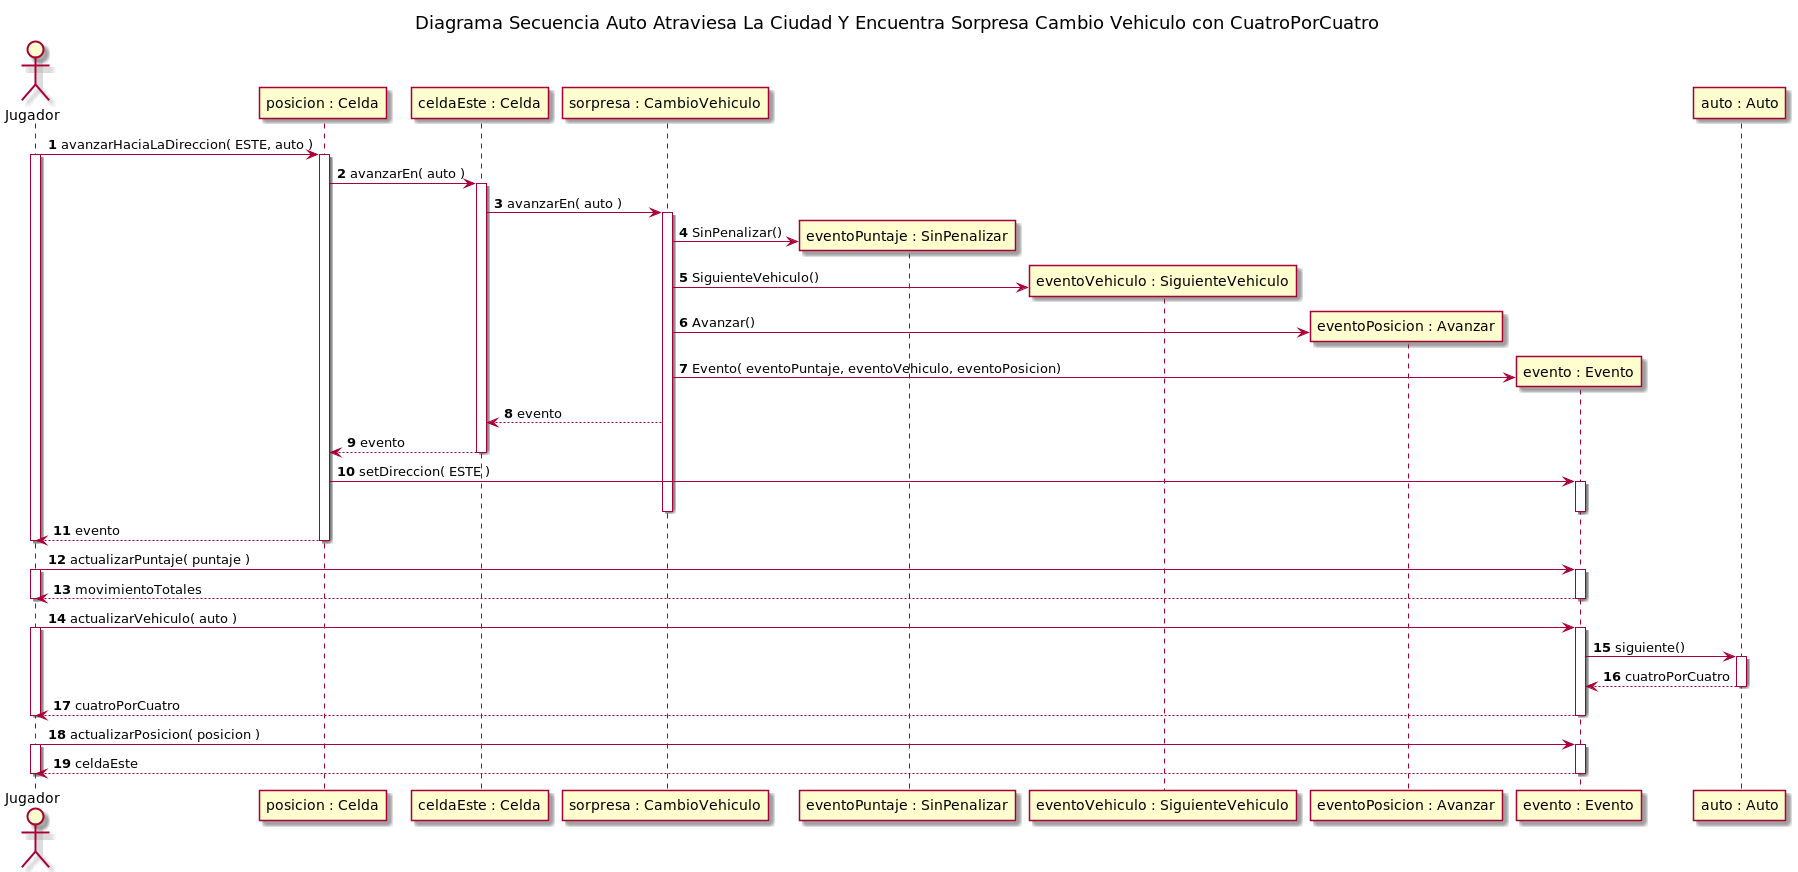 Diagrama Secuencia Auto Atraviesa La Ciudad Y Encuentra Sorpresa Cambio Vehiculo con CuatroPorCuatro
Jugador
posicion : Celda
celdaEste : Celda
sorpresa : CambioVehiculo
auto : Auto
1 avanzarHaciaLaDireccion( ESTE, auto )
2 avanzarEn( auto )
3 avanzarEn( auto )
4 SinPenalizar()
eventoPuntaje : SinPenalizar
5 SiguienteVehiculo()
eventoVehiculo : SiguienteVehiculo
6 Avanzar()
eventoPosicion : Avanzar
7 Evento( eventoPuntaje, eventoVehiculo, eventoPosicion)
evento : Evento
8 evento
9 evento
10 setDireccion( ESTE )
11 evento
12 actualizarPuntaje( puntaje )
13 movimientoTotales
14 actualizarVehiculo( auto )
15 siguiente()
16 cuatroPorCuatro
17 cuatroPorCuatro
18 actualizarPosicion( posicion )
19 celdaEste
Jugador
posicion : Celda
celdaEste : Celda
sorpresa : CambioVehiculo
eventoPuntaje : SinPenalizar
eventoVehiculo : SiguienteVehiculo
eventoPosicion : Avanzar
evento : Evento
auto : Auto